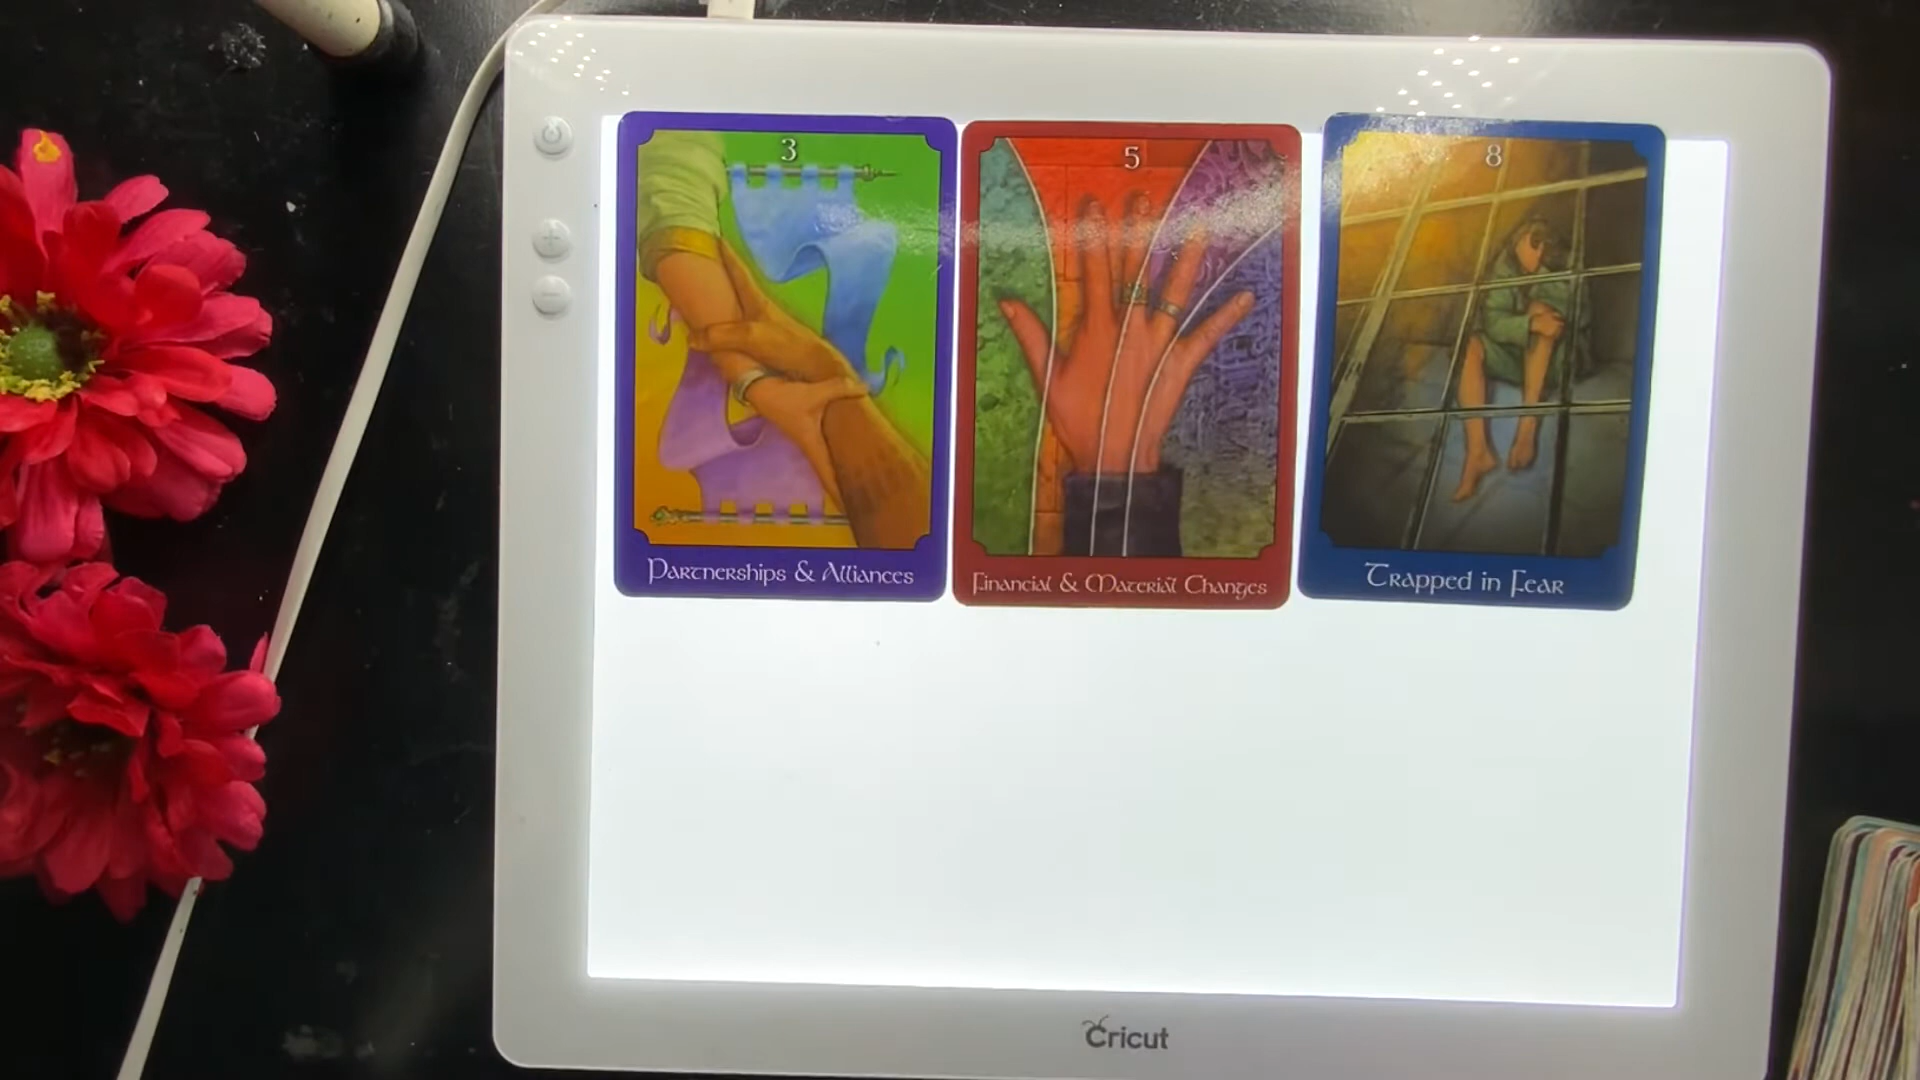 3
Partnerships & Alliances
5
Financial & Material Changes
8
Trapped in Fear
Cricut